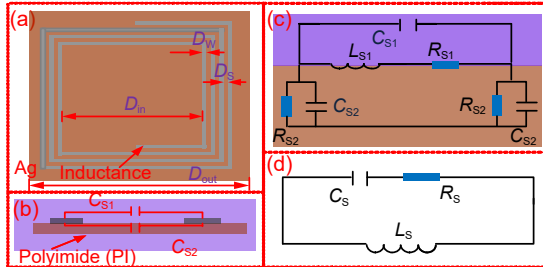 (a)
D_W
D_S
D_in
Ag
Inductance
D_out
(b)
C_S1
C_S2
Polyimide (PI)
(c)
C_S1
L_S1
R_S1
R_S2
C_S2
R_S2
C_S2
(d)
C_S
R_S
L_S